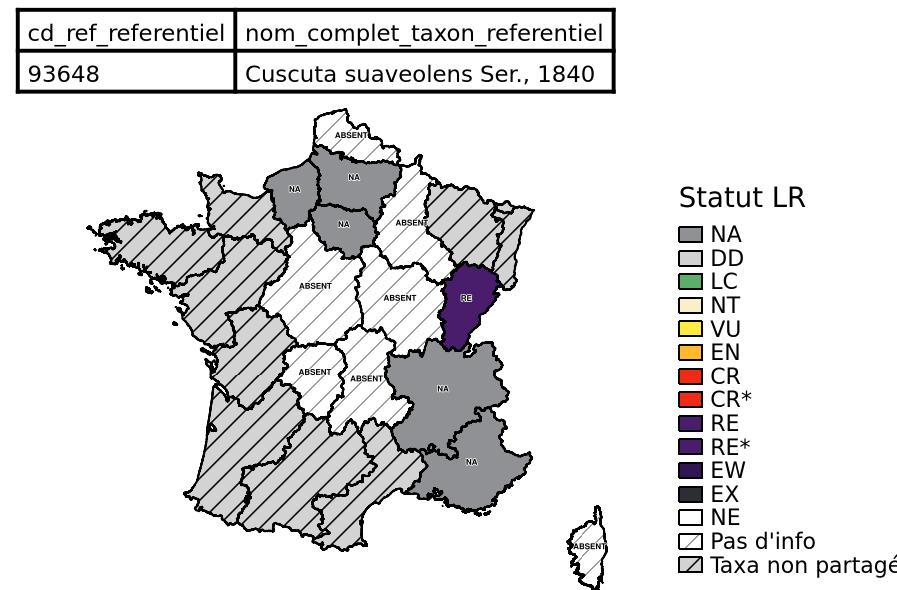 cd_ref_referentiel nom_complet_taxon_referentiel
93648 Cuscuta suaveolens Ser., 1840
ABSENT
NA
NA
NA
ABSENT
RE
ABSENT
ABSENT
ABSENT
ABSENT
NA
NA
ABSENT
Statut LR
NA
DD
LC
NT
VU
EN
CR
CR*
RE
RE*
EW
EX
NE
Pas d'info
Taxa non partagé